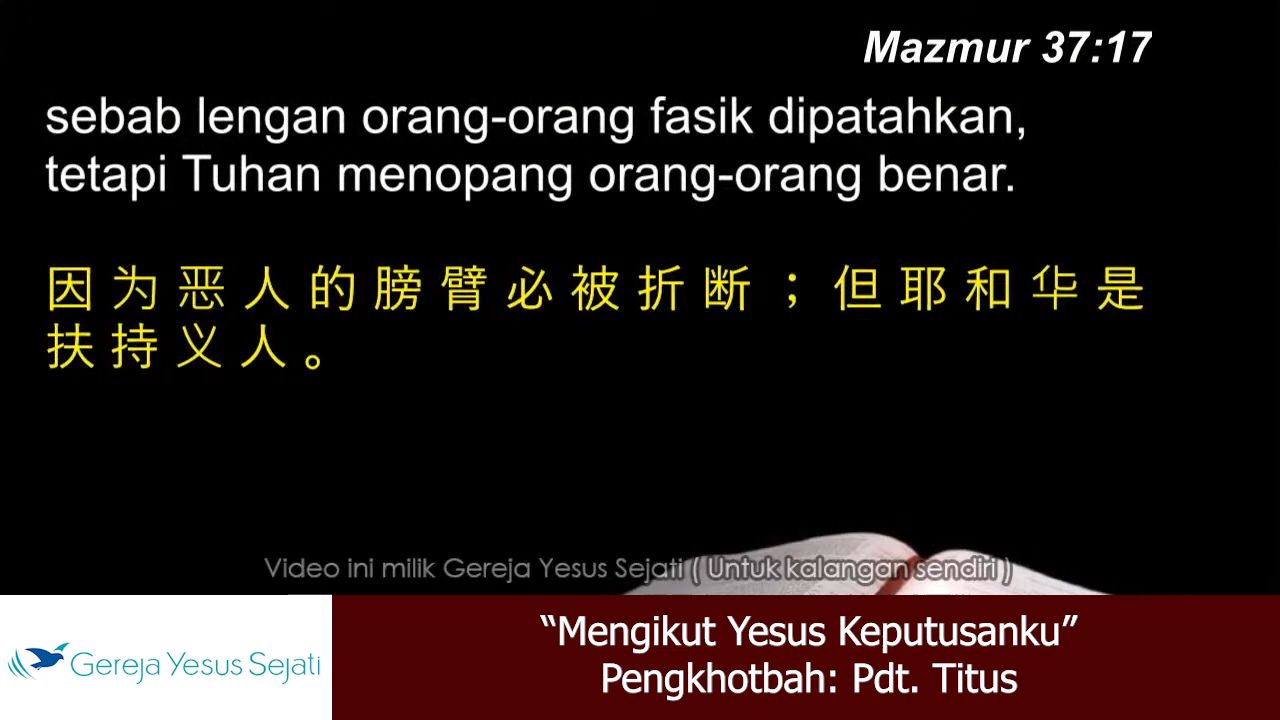 Mazmur 37:17
sebab lengan orang-orang fasik dipatahkan,
tetapi Tuhan menopang orang-orang benar.
因为恶人的膀臂必被折断；但耶和华是
扶持义人。
Video ini milik Gereja Yesus Sejati ( Untuk kalangan sendiri )
Gereja Yesus Sejati
“Mengikut Yesus Keputusanku”
Pengkhotbah: Pdt. Titus